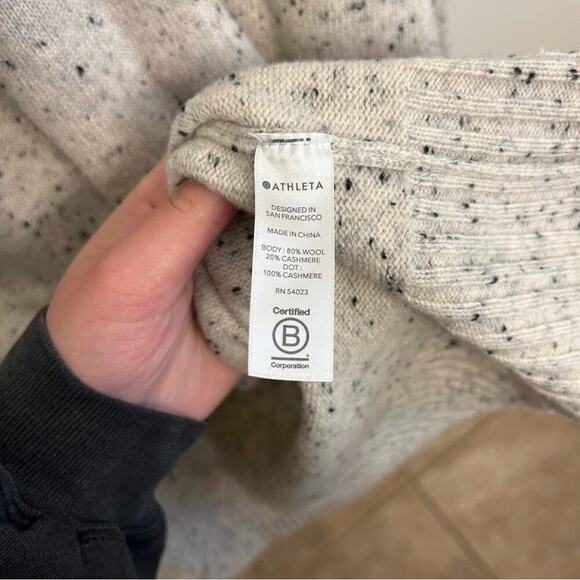 ATHLETA
DESIGNED IN
SAN FRANCISCO
MADE IN CHINA
BODY : 80% WOOL
20% CASHMERE
DOT :
100% CASHMERE
RN 54023
Certified
B
Corporation